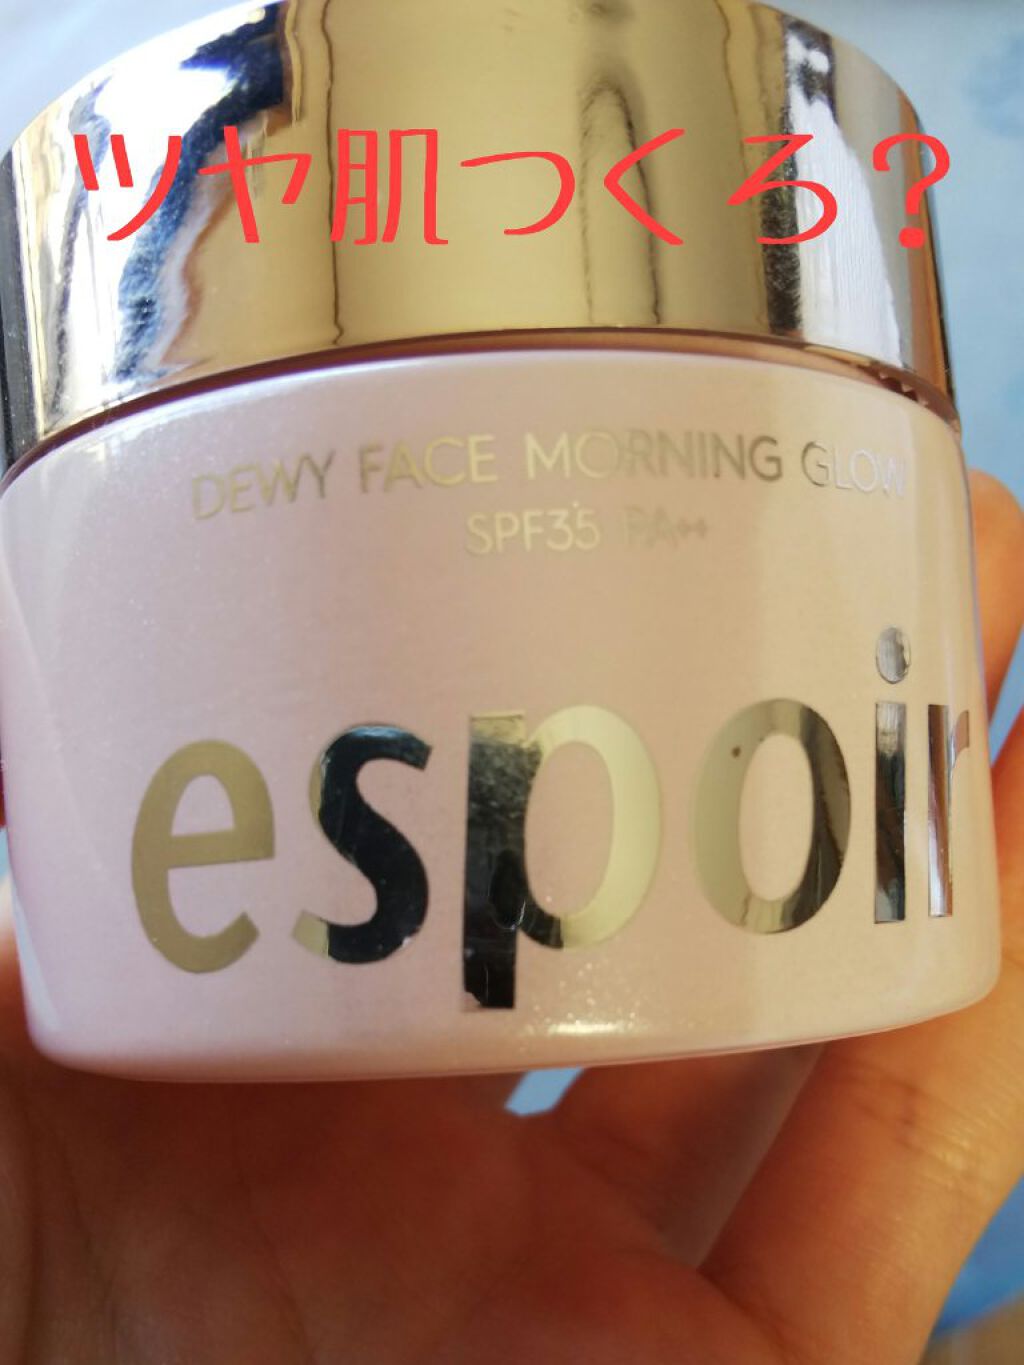 ツヤ肌つくろ？
DEWY FACE MORNING GLOW
SPF35 PA++
espoir